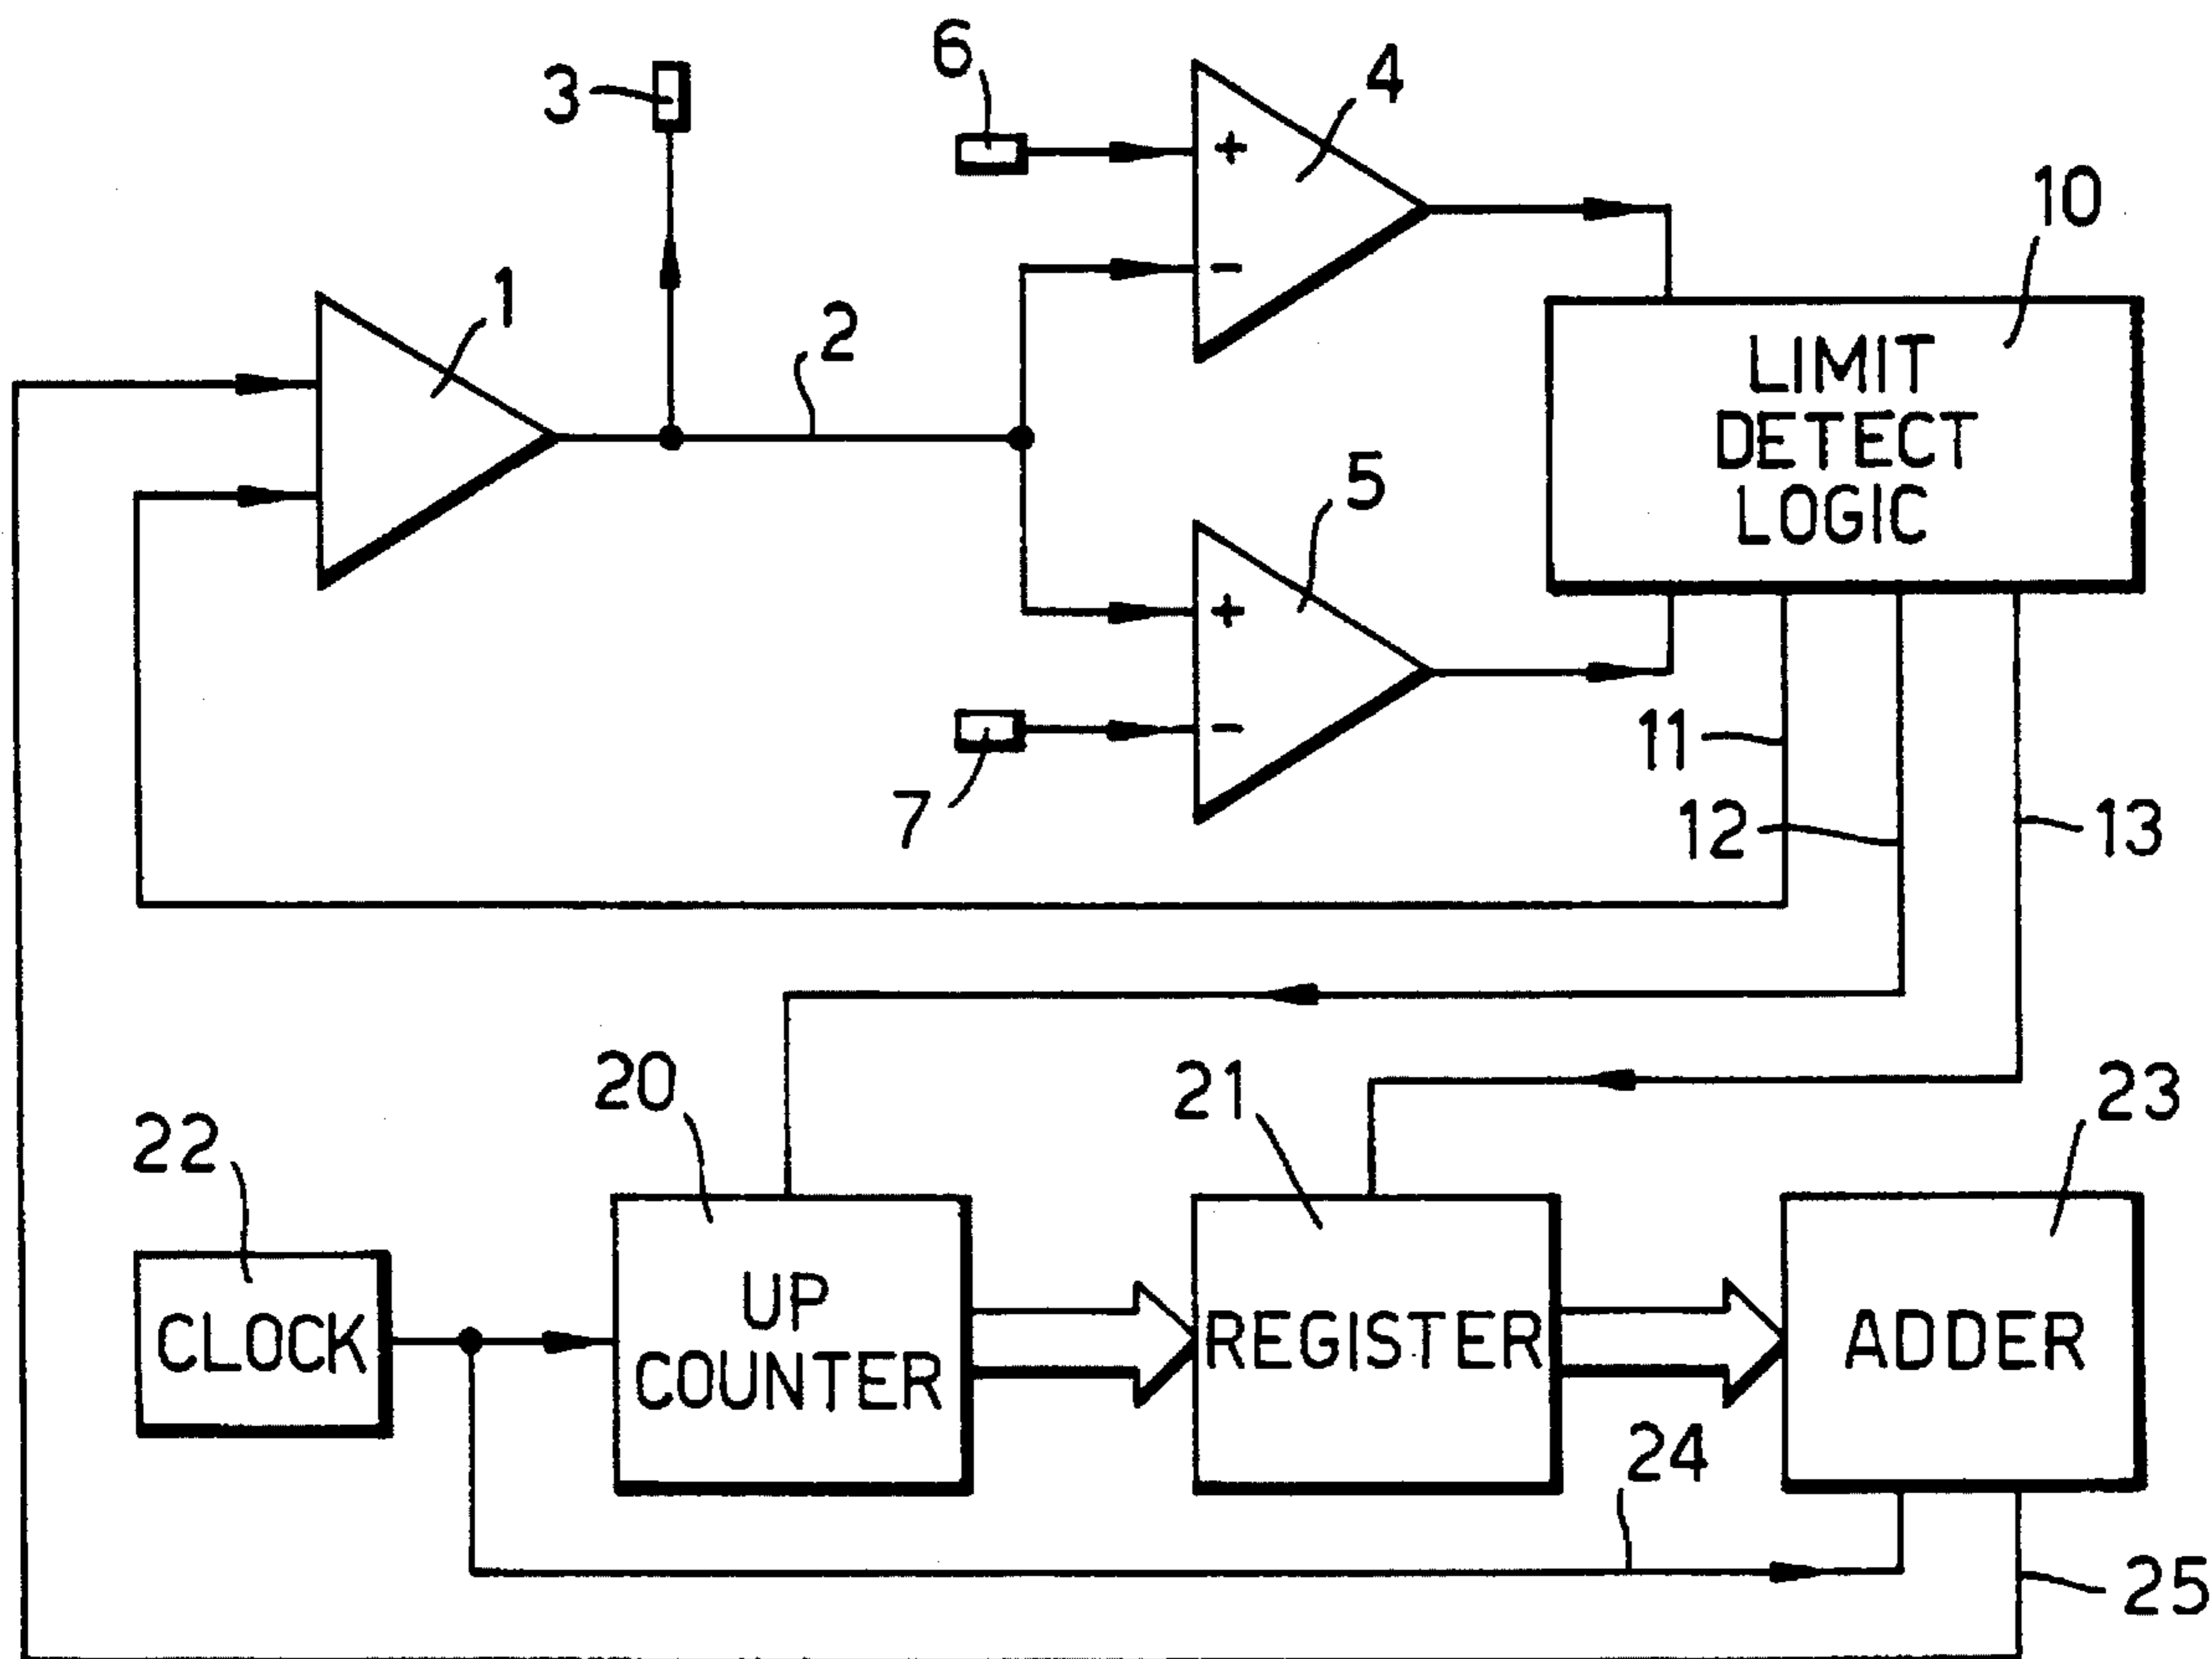 6
4
3
10
1
2
+
-
LIMIT
DETECT
LOGIC
5
+
-
11
7
12
13
20
21
23
22
UP
COUNTER
CLOCK
REGISTER
ADDER
24
25